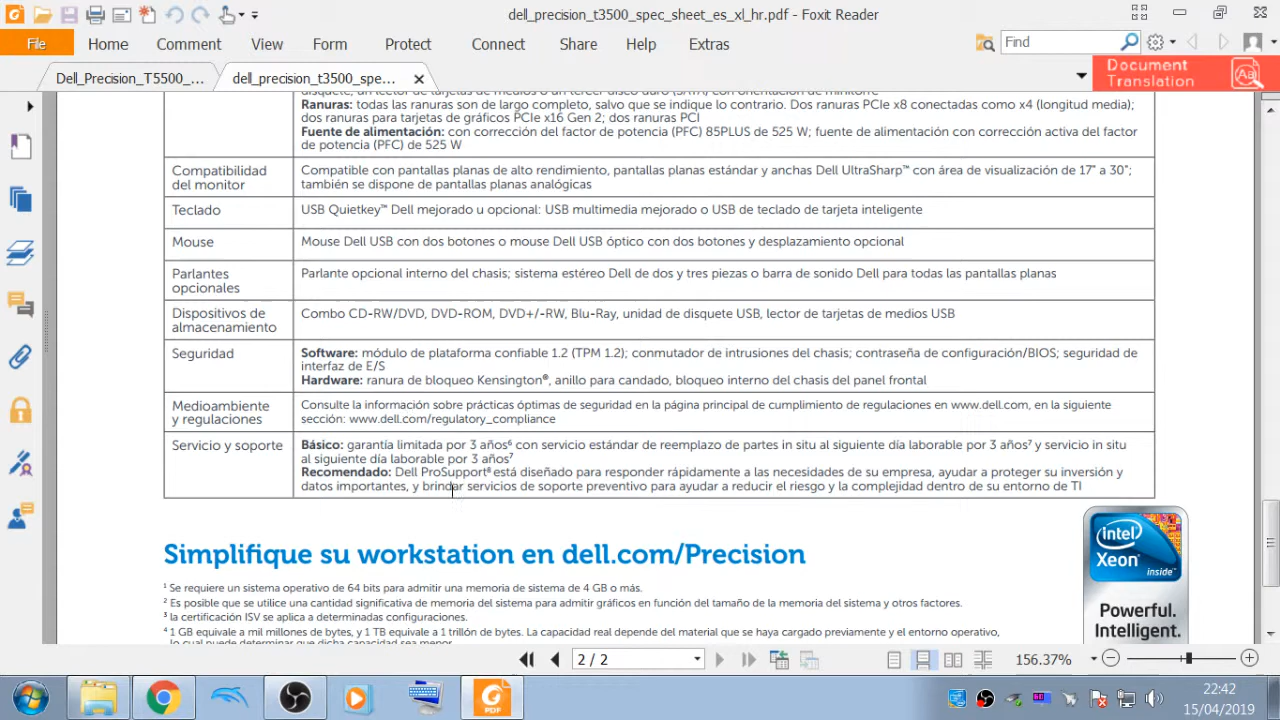 dell_precision_t3500_spec_sheet_es_xl_hr.pdf - Foxit Reader
File Home Comment View Form Protect Connect Share Help Extras Find
Dell_Precision_T5500_... dell_precision_t3500_spe...
Document
Translation
Ranuras: todas las ranuras son de largo completo, salvo que se indique lo contrario. Dos ranuras PCIe x8 conectadas como x4 (longitud media);
dos ranuras para tarjetas de gráficos PCIe x16 Gen 2; dos ranuras PCI
Fuente de alimentación: con corrección del factor de potencia (PFC) 85PLUS de 525 W; fuente de alimentación con corrección activa del factor
de potencia (PFC) de 525 W
Compatibilidad
del monitor
Compatible con pantallas planas de alto rendimiento, pantallas planas estándar y anchas Dell UltraSharp™ con área de visualización de 17" a 30";
también se dispone de pantallas planas analógicas
Teclado
USB Quietkey™ Dell mejorado u opcional: USB multimedia mejorado o USB de teclado de tarjeta inteligente
Mouse
Mouse Dell USB con dos botones o mouse Dell USB óptico con dos botones y desplazamiento opcional
Parlantes
opcionales
Parlante opcional interno del chasis; sistema estéreo Dell de dos y tres piezas o barra de sonido Dell para todas las pantallas planas
Dispositivos de
almacenamiento
Combo CD-RW/DVD, DVD-ROM, DVD+/-RW, Blu-Ray, unidad de disquete USB, lector de tarjetas de medios USB
Seguridad
Software: módulo de plataforma confiable 1.2 (TPM 1.2); conmutador de intrusiones del chasis; contraseña de configuración/BIOS; seguridad de
interfaz de E/S
Hardware: ranura de bloqueo Kensington®, anillo para candado, bloqueo interno del chasis del panel frontal
Medioambiente
y regulaciones
Consulte la información sobre prácticas óptimas de seguridad en la página principal de cumplimiento de regulaciones en www.dell.com, en la siguiente
sección: www.dell.com/regulatory_compliance
Servicio y soporte
Básico: garantía limitada por 3 años⁶ con servicio estándar de reemplazo de partes in situ al siguiente día laborable por 3 años⁷ y servicio in situ
al siguiente día laborable por 3 años⁷
Recomendado: Dell ProSupport⁸ está diseñado para responder rápidamente a las necesidades de su empresa, ayudar a proteger su inversión y
datos importantes, y brindar servicios de soporte preventivo para ayudar a reducir el riesgo y la complejidad dentro de su entorno de TI
Simplifique su workstation en dell.com/Precision
¹ Se requiere un sistema operativo de 64 bits para admitir una memoria de sistema de 4 GB o más.
² Es posible que se utilice una cantidad significativa de memoria del sistema para admitir gráficos en función del tamaño de la memoria del sistema y otros factores.
³ la certificación ISV se aplica a determinadas configuraciones.
⁴ 1 GB equivale a mil millones de bytes, y 1 TB equivale a 1 trillón de bytes. La capacidad real depende del material que se haya cargado previamente y el entorno operativo,
intel
Xeon
inside™
Powerful.
Intelligent.
2 / 2
156.37%
PDF
22:42
15/04/2019